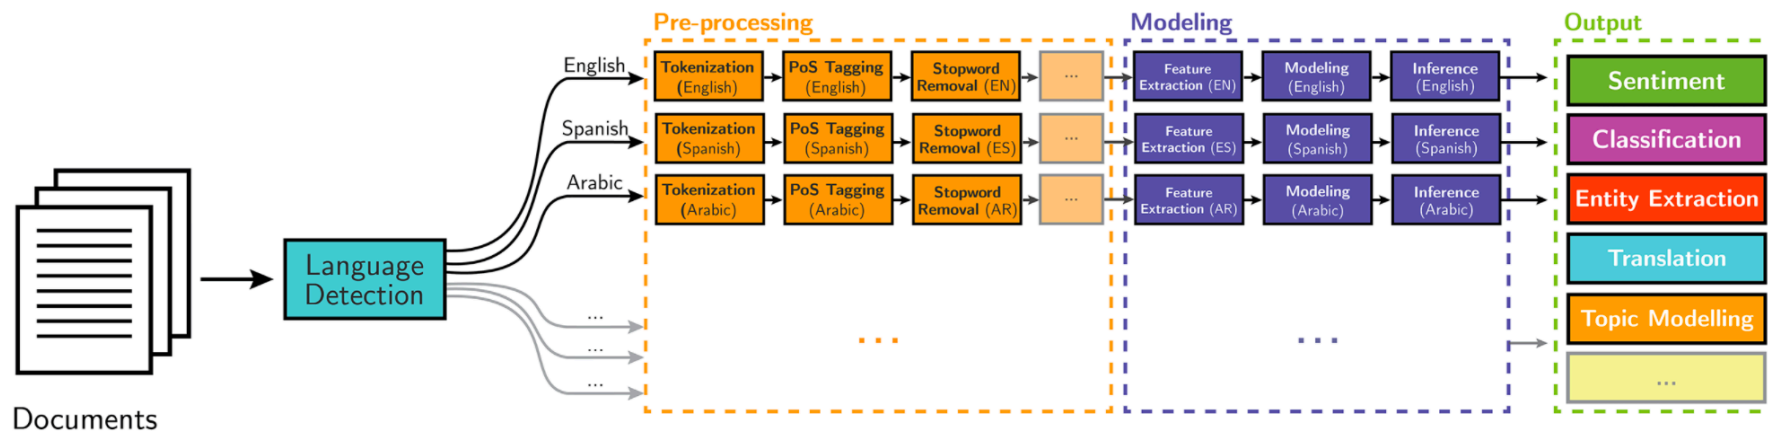 Pre-processing
Modeling
Output
English
Tokenization
(English)
PoS Tagging
(English)
Stopword
Removal (EN)
...
Feature
Extraction (EN)
Modeling
(English)
Inference
(English)
Sentiment
Spanish
Tokenization
(Spanish)
PoS Tagging
(Spanish)
Stopword
Removal (ES)
...
Feature
Extraction (ES)
Modeling
(Spanish)
Inference
(Spanish)
Classification
Arabic
Tokenization
(Arabic)
PoS Tagging
(Arabic)
Stopword
Removal (AR)
...
Feature
Extraction (AR)
Modeling
(Arabic)
Inference
(Arabic)
Entity Extraction
Language
Detection
Translation
...
...
...
...
...
Topic Modelling
...
Documents